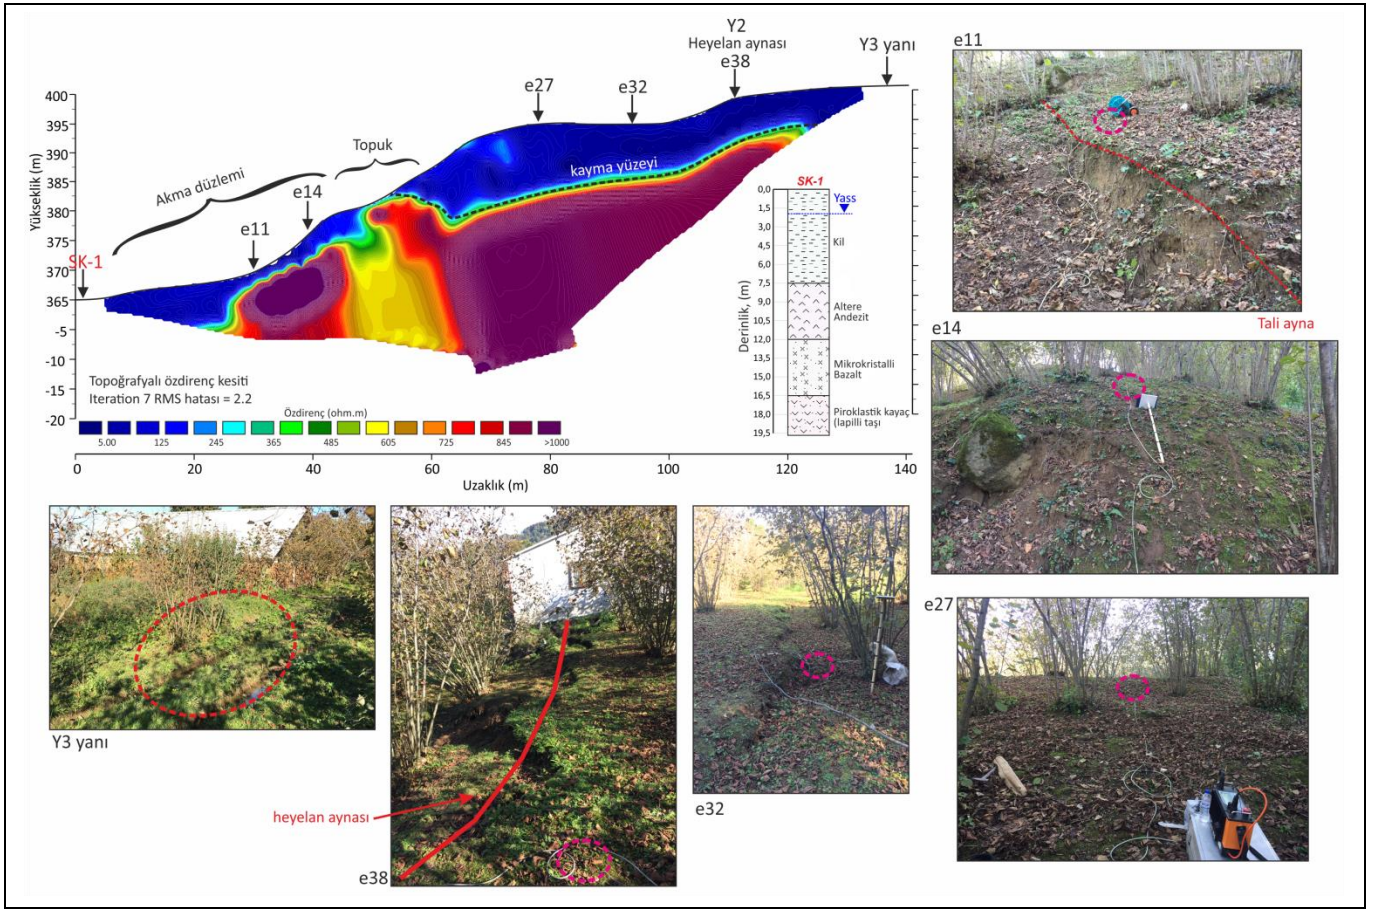 Y2
Heyelan aynası
e38
Y3 yanı
e27
e32
Topuk
Akma düzlemi
e14
e11
SK-1
kayma yüzeyi
Yükseklik (m)
400
395
390
385
380
375
370
365
-5
-10
-15
-20
Topoğrafyalı özdirenç kesiti
Iteration 7 RMS hatası = 2.2
Özdirenç (ohm.m)
5.00 125 245 365 485 605 725 845 >1000
0 20 40 60 80 100 120 140
Uzaklık (m)
SK-1
Derinlik, (m)
0,0
1,5
3,0
4,5
6,0
7,5
9,0
10,5
12,0
13,5
15,0
16,5
18,0
19,5
Yass
Kil
Altere
Andezit
Mikrokristalli
Bazalt
Piroklastik kayaç
(lapilli taşı
e11
Tali ayna
e14
e27
Y3 yanı
heyelan aynası
e38
e32